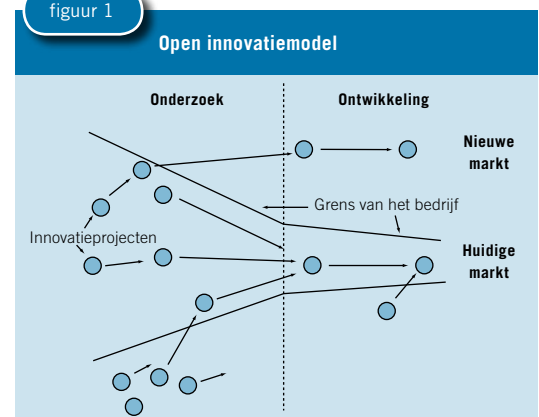 figuur 1
Open innovatiemodel
Onderzoek
Ontwikkeling
Nieuwe
markt
Grens van het bedrijf
Innovatieprojecten
Huidige
markt